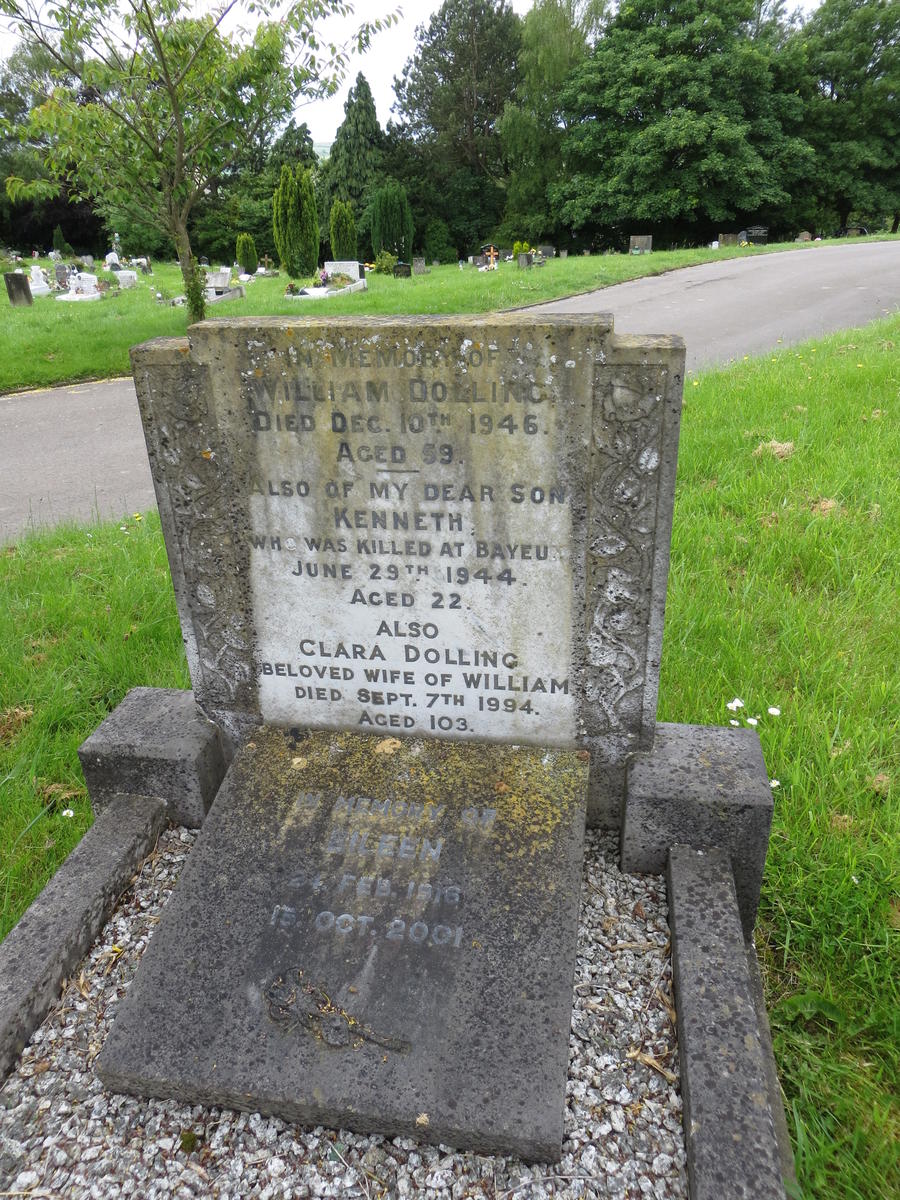 IN MEMORY OF
WILLIAM DOLLING
DIED DEC. 10TH 1946.
AGED 59.
ALSO OF MY DEAR SON
KENNETH
WHO WAS KILLED AT BAYEUX
JUNE 29TH 1944.
AGED 22.
ALSO
CLARA DOLLING
BELOVED WIFE OF WILLIAM
DIED SEPT. 7TH 1994.
AGED 103.
IN MEMORY OF
EILEEN
FEB. 1916
OCT. 2001